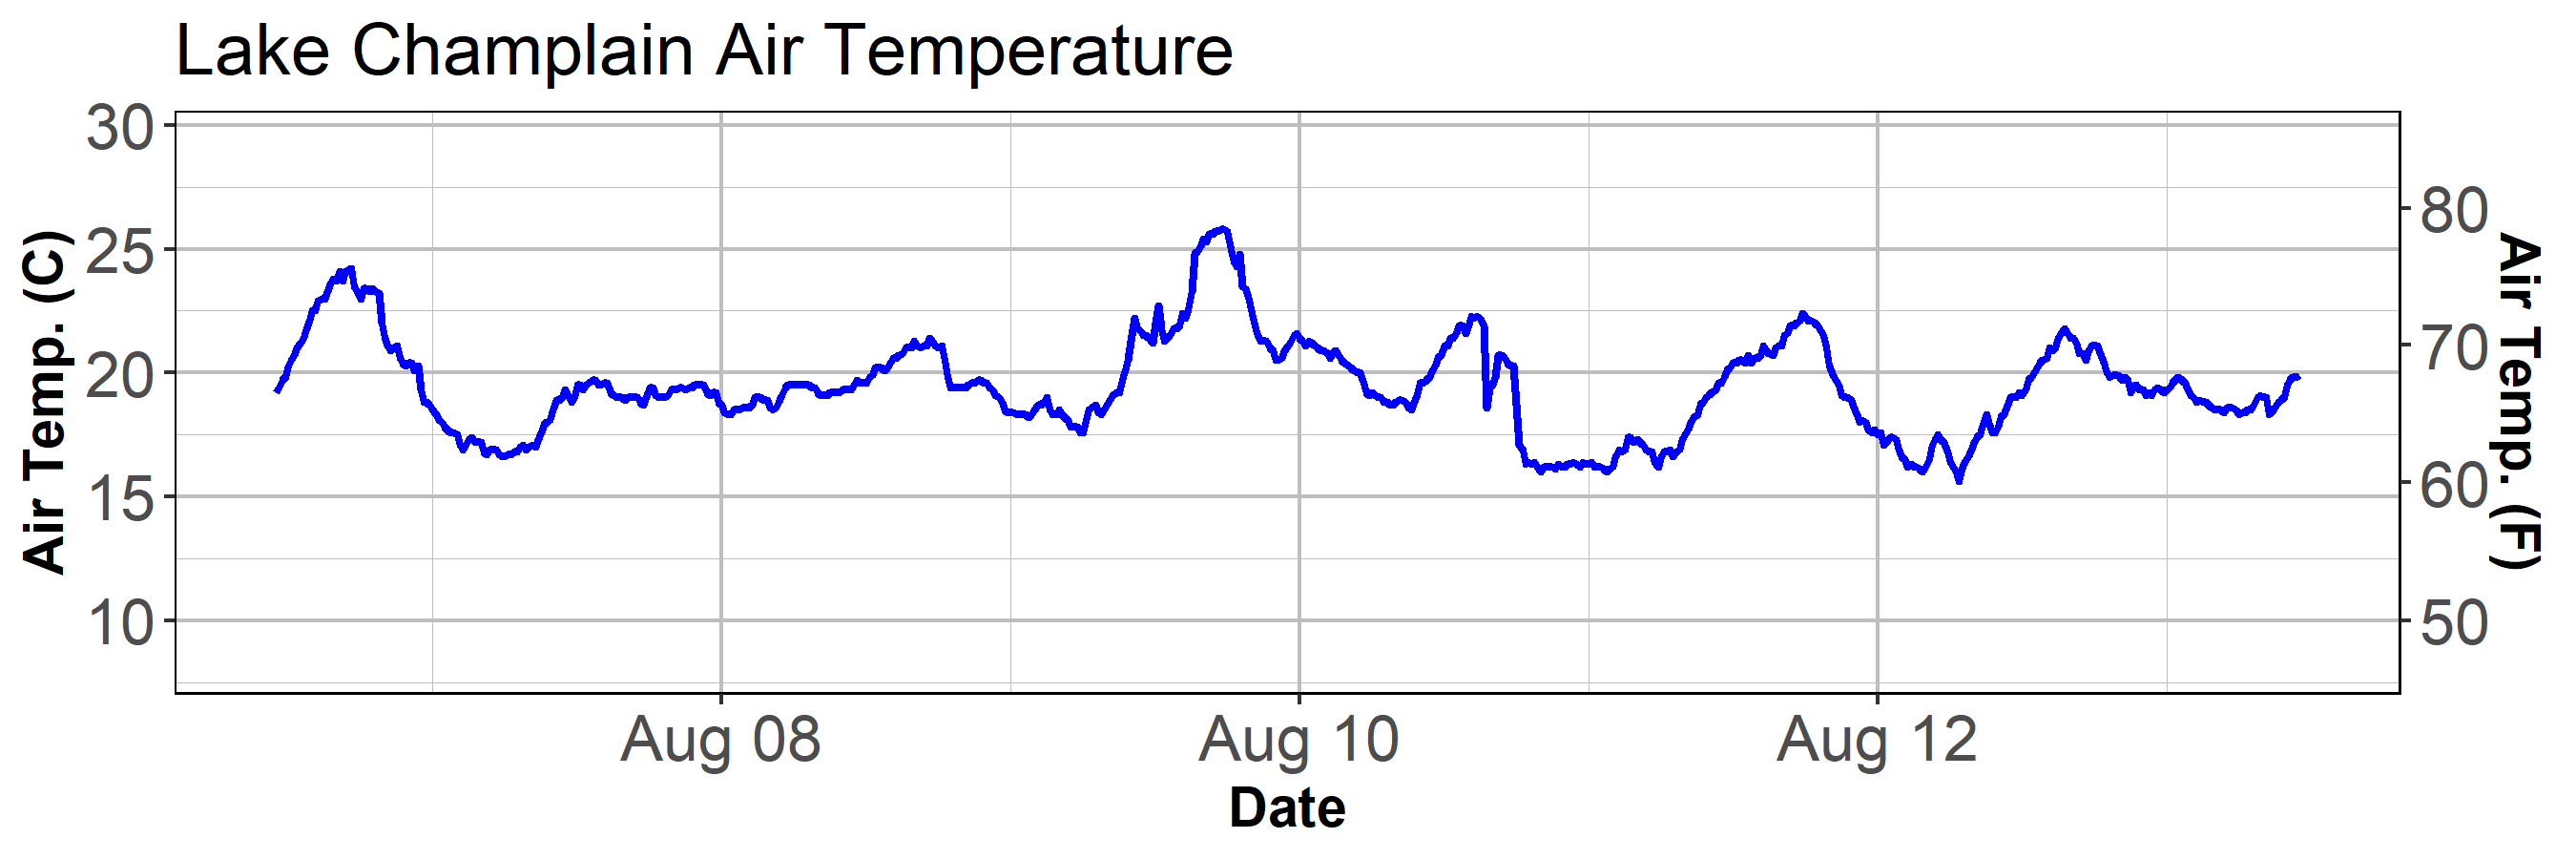 Lake Champlain Air Temperature
Air Temp. (C)
30
25
20
15
10
80
70
60
50
Air Temp. (F)
Aug 08 Aug 10 Aug 12
Date